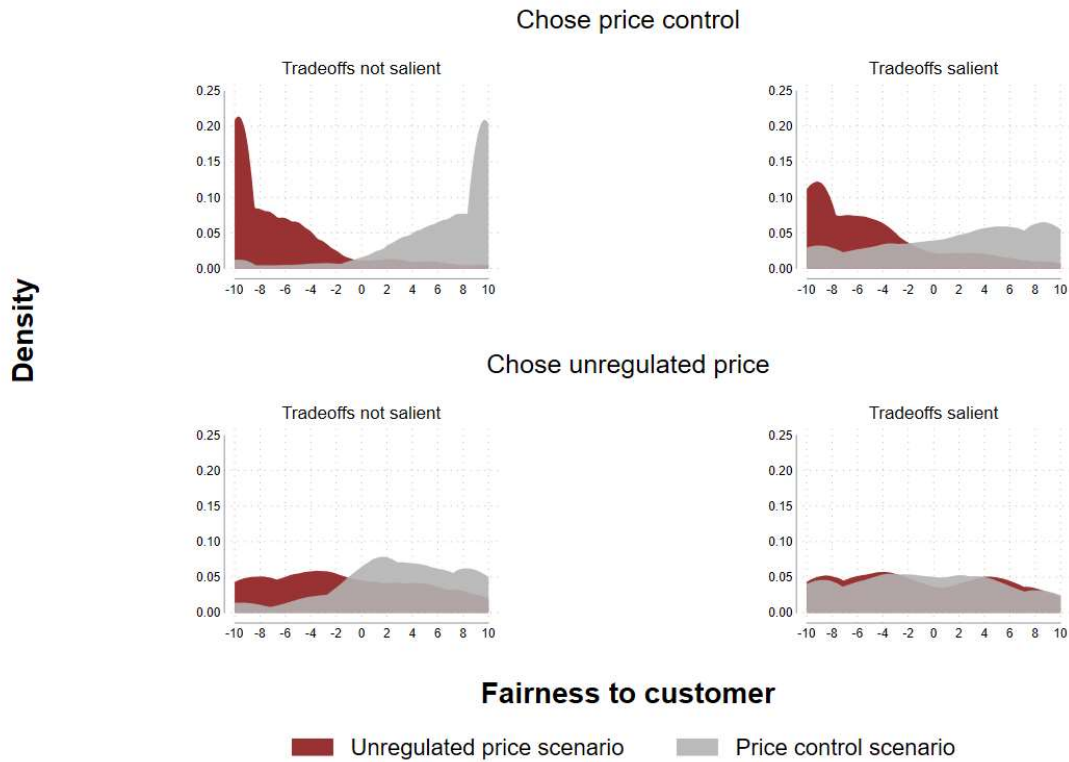 Chose price control
Tradeoffs not salient
Tradeoffs salient
0.25
0.20
0.15
0.10
0.05
0.00
-10 -8 -6 -4 -2 0 2 4 6 8 10
0.25
0.20
0.15
0.10
0.05
0.00
-10 -8 -6 -4 -2 0 2 4 6 8 10
Density
Chose unregulated price
Tradeoffs not salient
Tradeoffs salient
0.25
0.20
0.15
0.10
0.05
0.00
-10 -8 -6 -4 -2 0 2 4 6 8 10
0.25
0.20
0.15
0.10
0.05
0.00
-10 -8 -6 -4 -2 0 2 4 6 8 10
Fairness to customer
Unregulated price scenario
Price control scenario